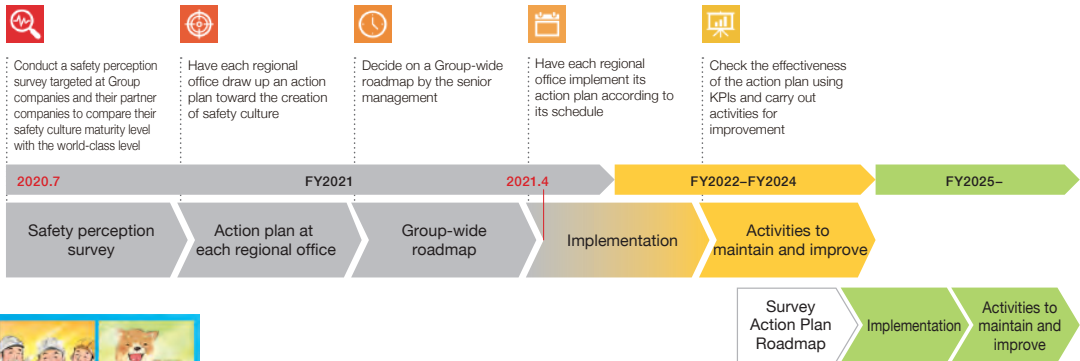 Conduct a safety perception
survey targeted at Group
companies and their partner
companies to compare their
safety culture maturity level
with the world-class level
Have each regional
office draw up an action
plan toward the creation
of safety culture
Decide on a Group-wide
roadmap by the senior
management
Have each regional
office implement its
action plan according to
its schedule
Check the effectiveness
of the action plan using
KPIs and carry out
activities for
improvement
2020.7
FY2021
2021.4
FY2022–FY2024
FY2025–
Safety perception
survey
Action plan at
each regional office
Group-wide
roadmap
Implementation
Activities to
maintain and improve
Survey
Action Plan
Roadmap
Implementation
Activities to
maintain and
improve